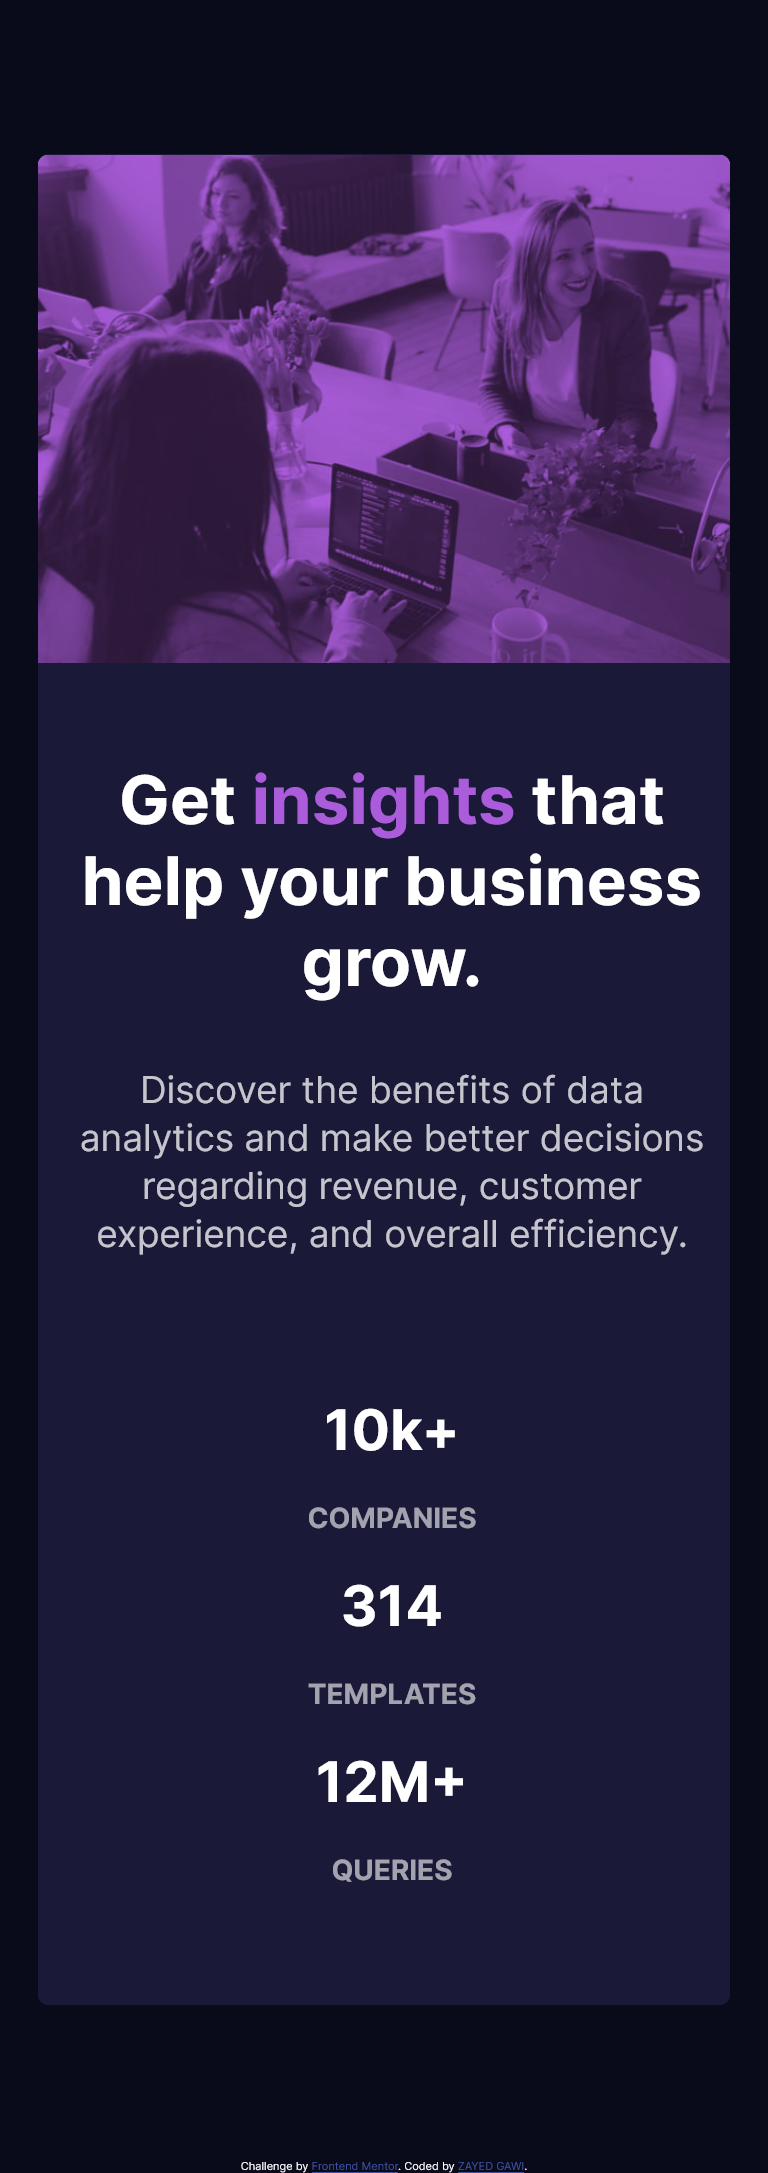 Get insights that
help your business
grow.
Discover the benefits of data
analytics and make better decisions
regarding revenue, customer
experience, and overall efficiency.
10k+
COMPANIES
314
TEMPLATES
12M+
QUERIES
Challenge by Frontend Mentor. Coded by ZAYED GAWI.